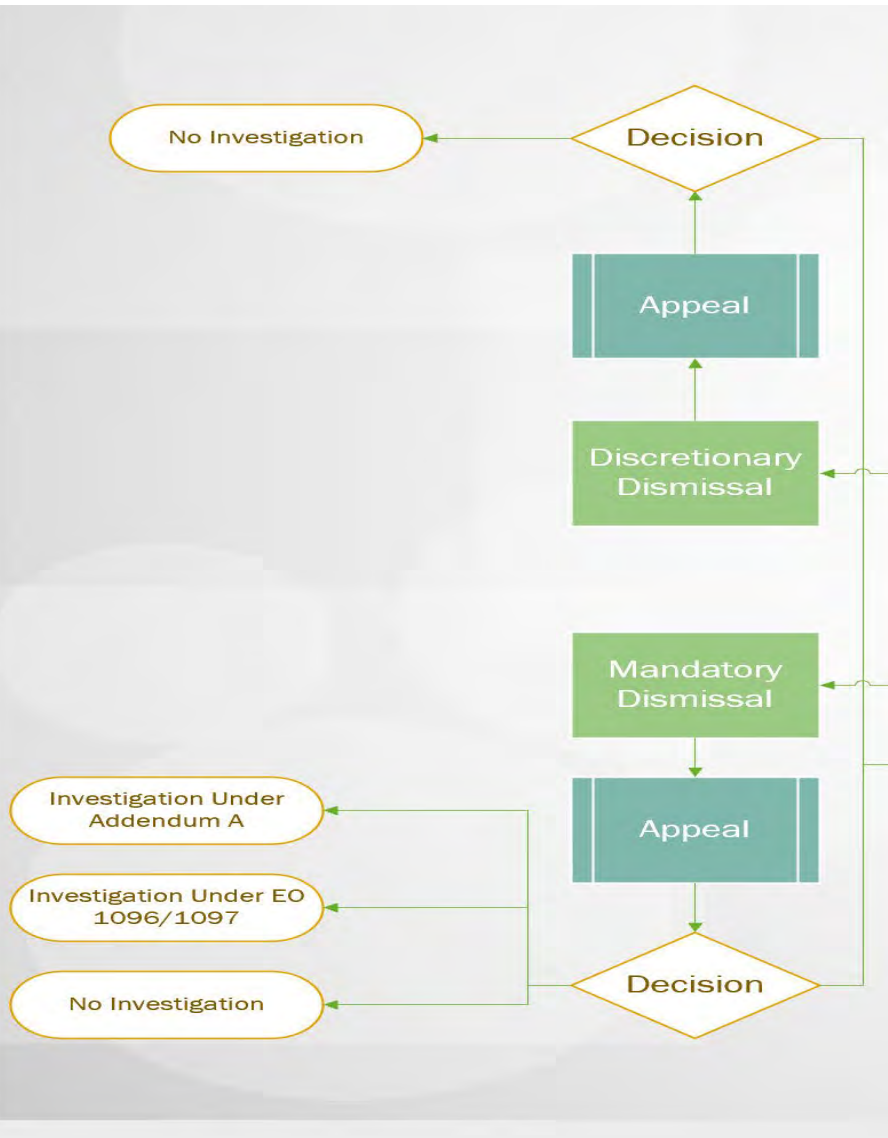 No Investigation
Decision
Appeal
Discretionary
Dismissal
Mandatory
Dismissal
Appeal
Investigation Under
Addendum A
Investigation Under EO
1096/1097
No Investigation
Decision